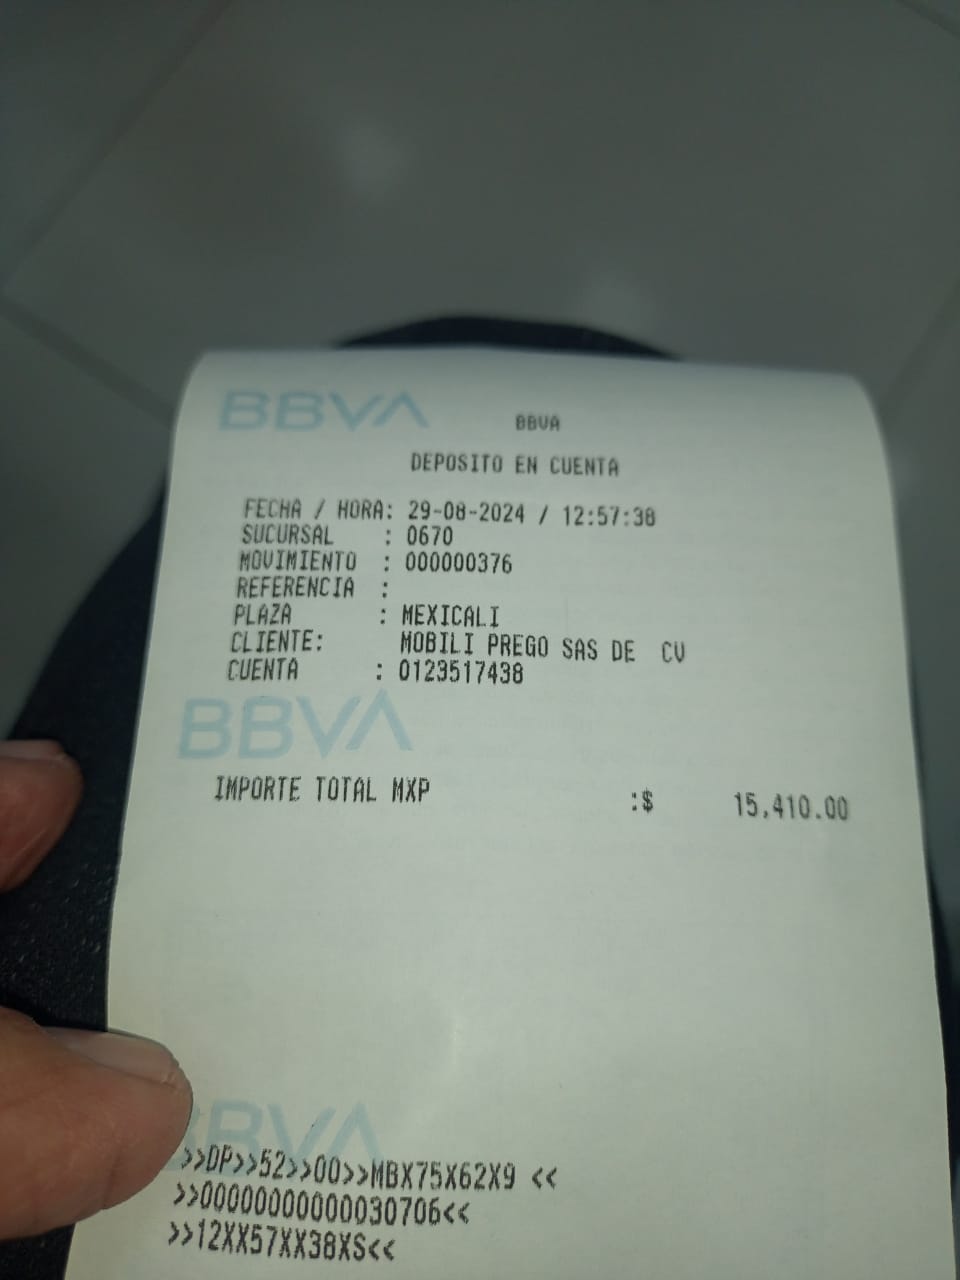 BBVA BBVA
DEPOSITO EN CUENTA
FECHA / HORA: 29-08-2024 / 12:57:38
SUCURSAL : 0670
MOVIMIENTO : 000000376
REFERENCIA :
PLAZA : MEXICALI
CLIENTE: MOBILI PREGO SAS DE CV
CUENTA : 0123517438
BBVA
IMPORTE TOTAL MXP :$ 15,410.00
BBVA
>>DP>>52>>00>>MBX75X62X9 <<
>>00000000000030706<<
>>12XX57XX38XS<<